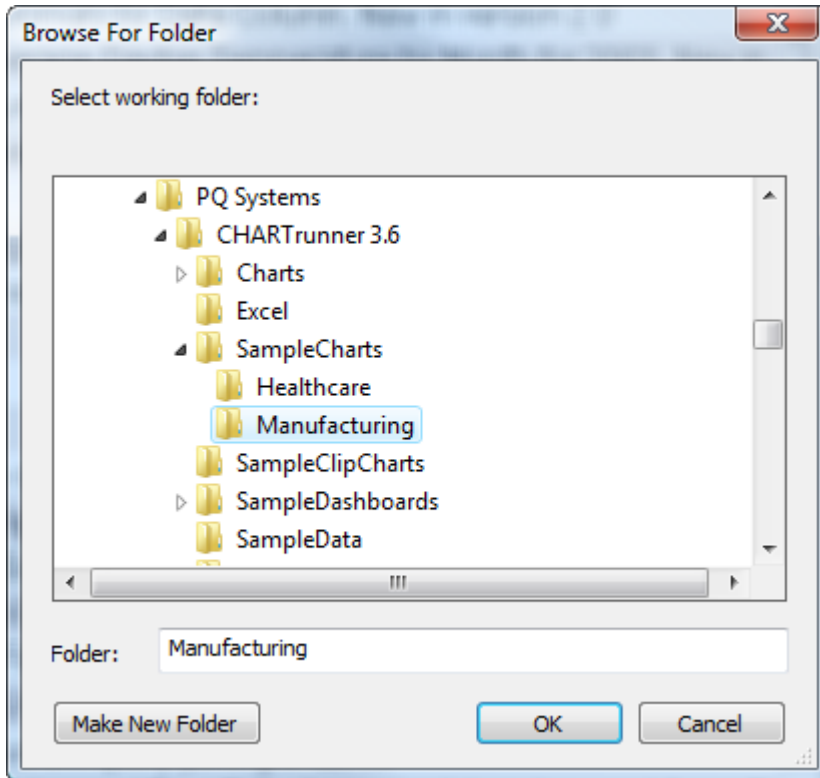 Browse For Folder
Select working folder:
PQ Systems
CHARTrunner 3.6
Charts
Excel
SampleCharts
Healthcare
Manufacturing
SampleClipCharts
SampleDashboards
SampleData
Folder: Manufacturing
Make New Folder OK Cancel